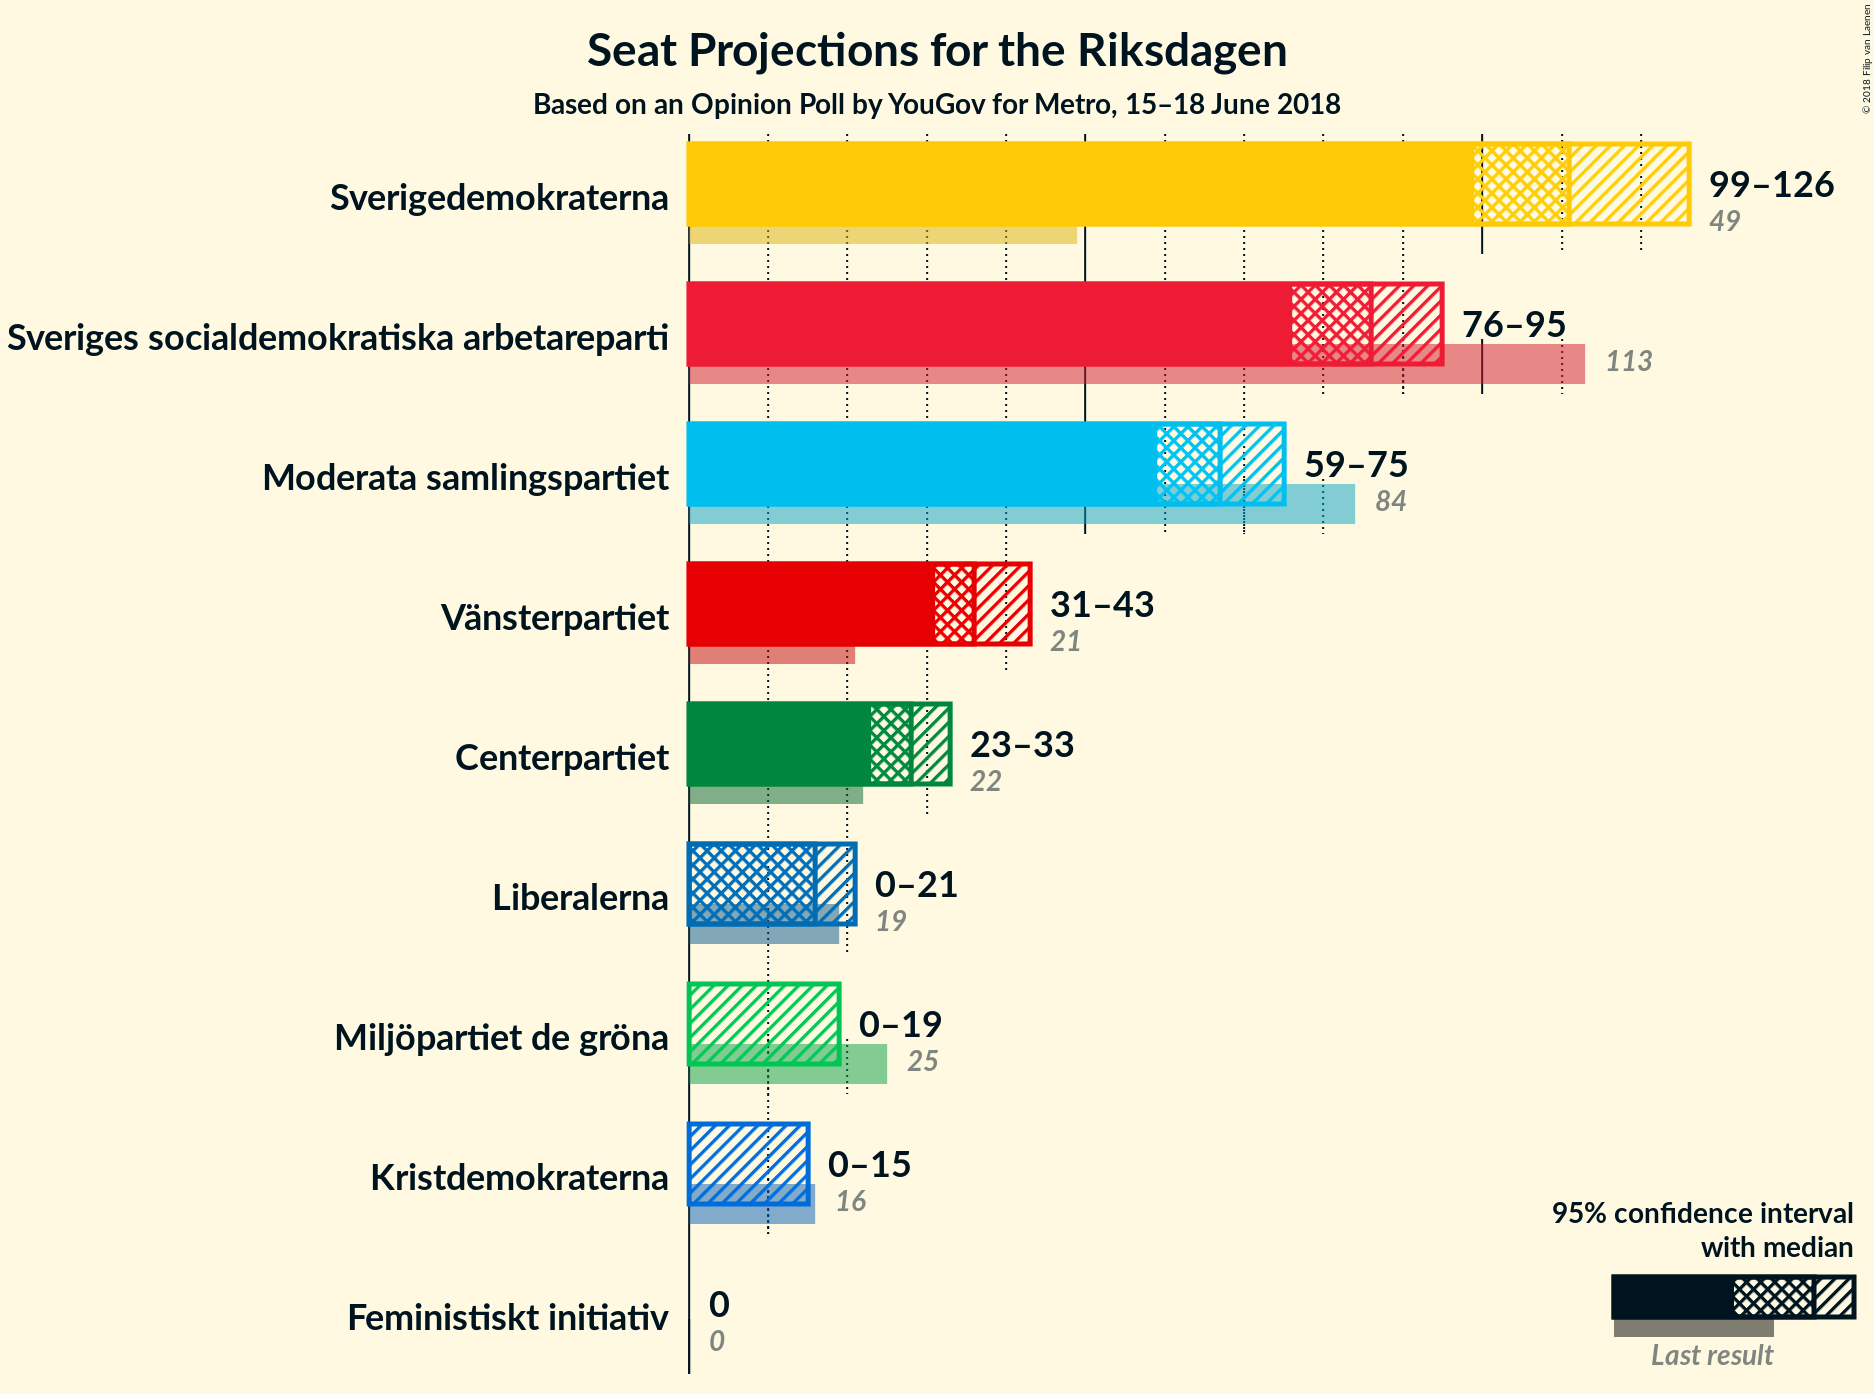 Seat Projections for the Riksdagen
Based on an Opinion Poll by YouGov for Metro, 15–18 June 2018
© 2018 Filip van Laenen
Sverigedemokraterna
99–126
49
Sveriges socialdemokratiska arbetareparti
76–95
113
Moderata samlingspartiet
59–75
84
Vänsterpartiet
31–43
21
Centerpartiet
23–33
22
Liberalerna
0–21
19
Miljöpartiet de gröna
0–19
25
Kristdemokraterna
0–15
16
Feministiskt initiativ
0
0
95% confidence interval
with median
Last result